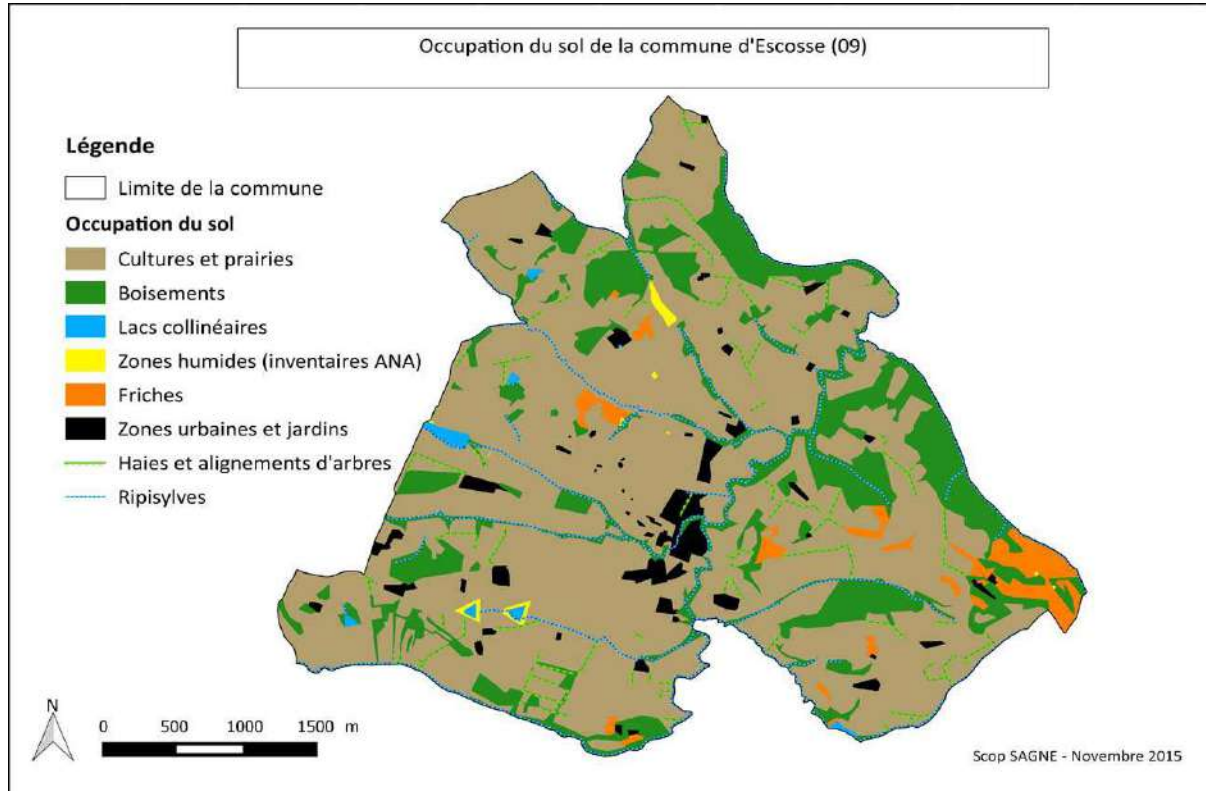 Occupation du sol de la commune d'Escosse (09)
Légende
Limite de la commune
Occupation du sol
Cultures et prairies
Boisements
Lacs collinéaires
Zones humides (inventaires ANA)
Friches
Zones urbaines et jardins
Haies et alignements d'arbres
Ripisylves
N
0 500 1000 1500 m
Scop SAGNE - Novembre 2015